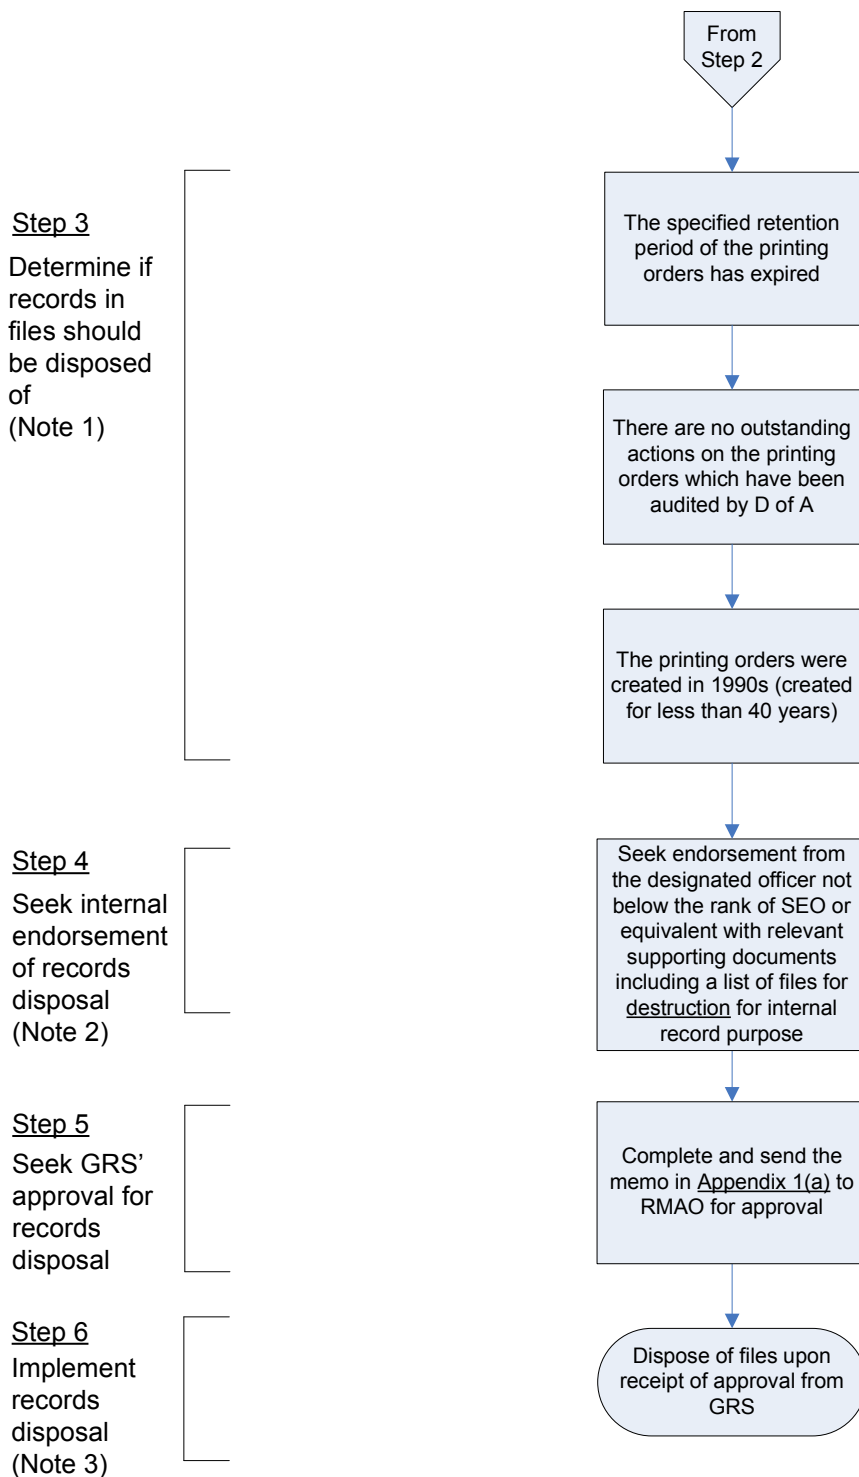 From
Step 2
Step 3
Determine if
records in
files should
be disposed
of
(Note 1)
The specified retention
period of the printing
orders has expired
There are no outstanding
actions on the printing
orders which have been
audited by D of A
The printing orders were
created in 1990s (created
for less than 40 years)
Step 4
Seek internal
endorsement
of records
disposal
(Note 2)
Seek endorsement from
the designated officer not
below the rank of SEO or
equivalent with relevant
supporting documents
including a list of files for
destruction for internal
record purpose
Step 5
Seek GRS’
approval for
records
disposal
Complete and send the
memo in Appendix 1(a) to
RMAO for approval
Step 6
Implement
records
disposal
(Note 3)
Dispose of files upon
receipt of approval from
GRS